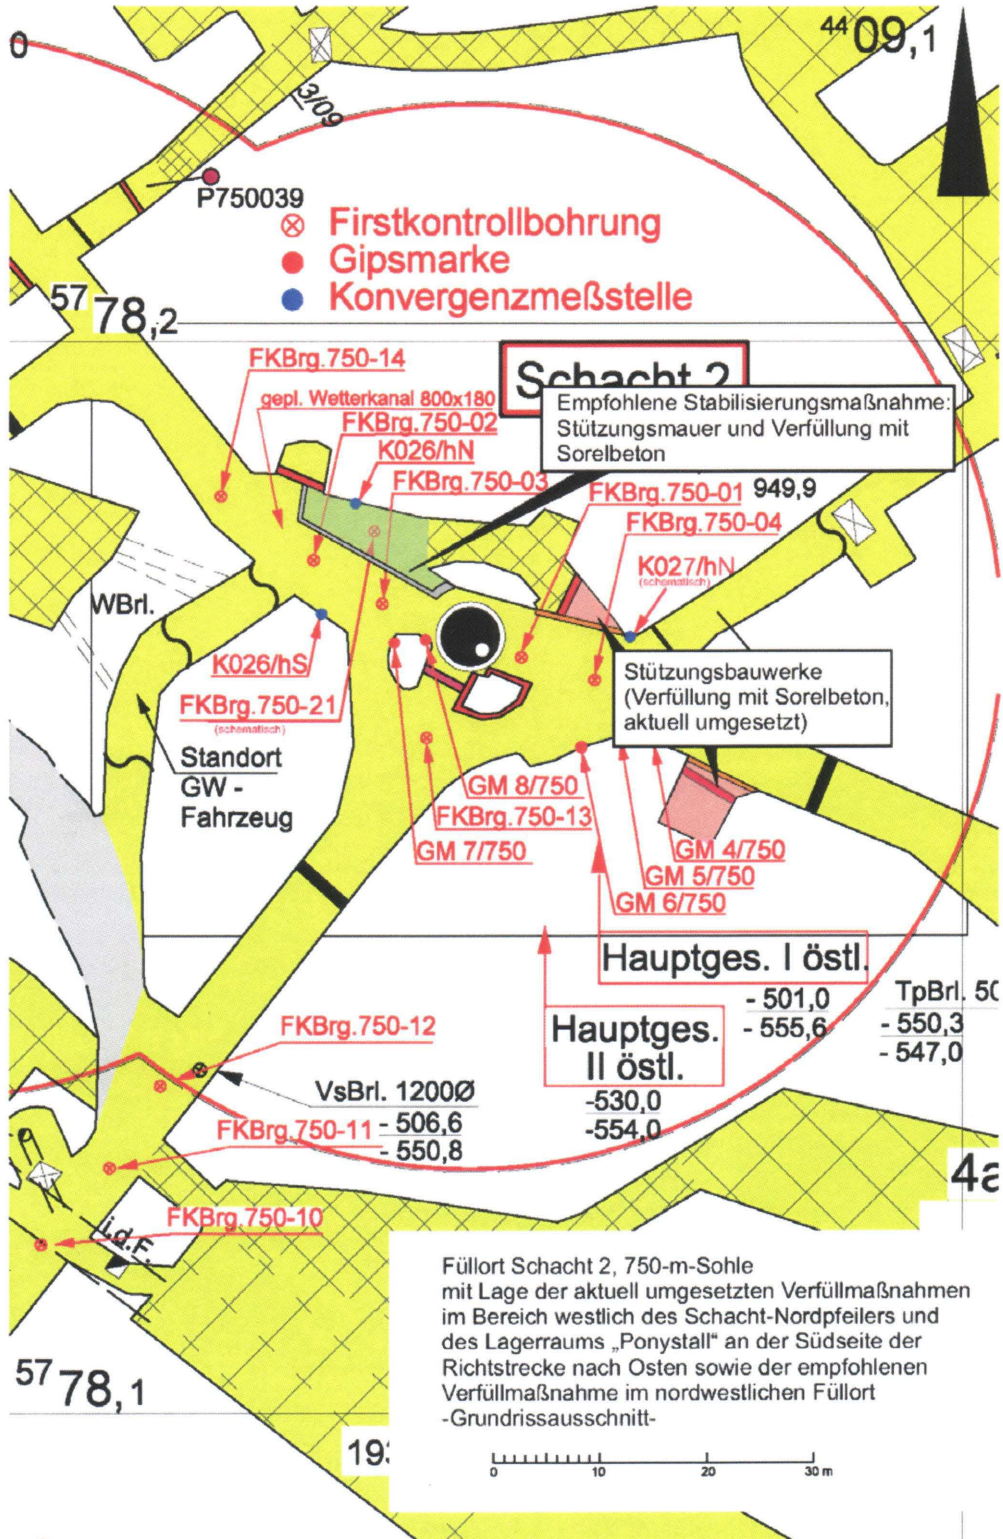 0
44 09,1
3/09
P750039
Firstkontrollbohrung
Gipsmarke
Konvergenzmeßstelle
57 78,2
FKBrg.750-14
Schacht 2
gepl. Wetterkanal 800x180
Empfohlene Stabilisierungsmaßnahme:
Stützungsmauer und Verfüllung mit
Sorelbeton
FKBrg.750-02
K026/hN
FKBrg.750-03
FKBrg.750-01
949,9
FKBrg.750-04
K027/hN
(schematisch)
WBrl.
K026/hS
FKBrg.750-21
(schematisch)
Stützungsbauwerke
(Verfüllung mit Sorelbeton,
aktuell umgesetzt)
Standort
GW -
Fahrzeug
GM 8/750
FKBrg.750-13
GM 7/750
GM 4/750
GM 5/750
GM 6/750
Hauptges. I östl.
- 501,0
- 555,6
TpBrl. 50
- 550,3
- 547,0
Hauptges.
II östl.
-530,0
-554,0
FKBrg.750-12
VsBrl. 1200Ø
- 506,6
- 550,8
FKBrg.750-11
4a
FKBrg.750-10
i.d.F.
Füllort Schacht 2, 750-m-Sohle
mit Lage der aktuell umgesetzten Verfüllmaßnahmen
im Bereich westlich des Schacht-Nordpfeilers und
des Lagerraums „Ponystall“ an der Südseite der
Richtstrecke nach Osten sowie der empfohlenen
Verfüllmaßnahme im nordwestlichen Füllort
-Grundrissausschnitt-
57 78,1
0 10 20 30 m